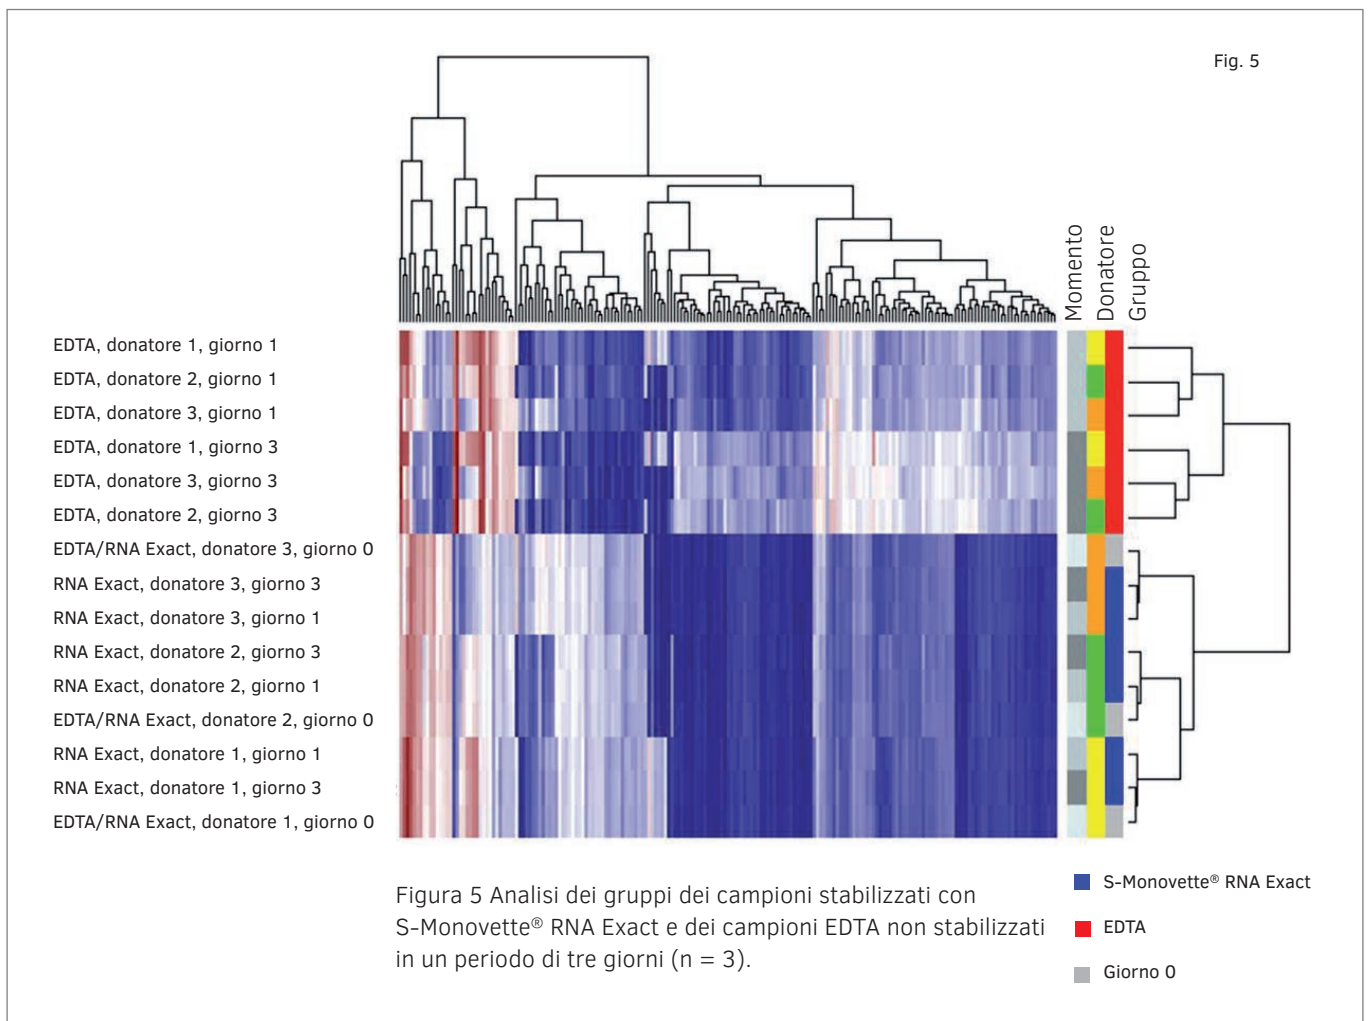 Fig. 5
Momento
Donatore
Gruppo
EDTA, donatore 1, giorno 1
EDTA, donatore 2, giorno 1
EDTA, donatore 3, giorno 1
EDTA, donatore 1, giorno 3
EDTA, donatore 3, giorno 3
EDTA, donatore 2, giorno 3
EDTA/RNA Exact, donatore 3, giorno 0
RNA Exact, donatore 3, giorno 3
RNA Exact, donatore 3, giorno 1
RNA Exact, donatore 2, giorno 3
RNA Exact, donatore 2, giorno 1
EDTA/RNA Exact, donatore 2, giorno 0
RNA Exact, donatore 1, giorno 1
RNA Exact, donatore 1, giorno 3
EDTA/RNA Exact, donatore 1, giorno 0
Figura 5 Analisi dei gruppi dei campioni stabilizzati con
S-Monovette® RNA Exact e dei campioni EDTA non stabilizzati
in un periodo di tre giorni (n = 3).
S-Monovette® RNA Exact
EDTA
Giorno 0